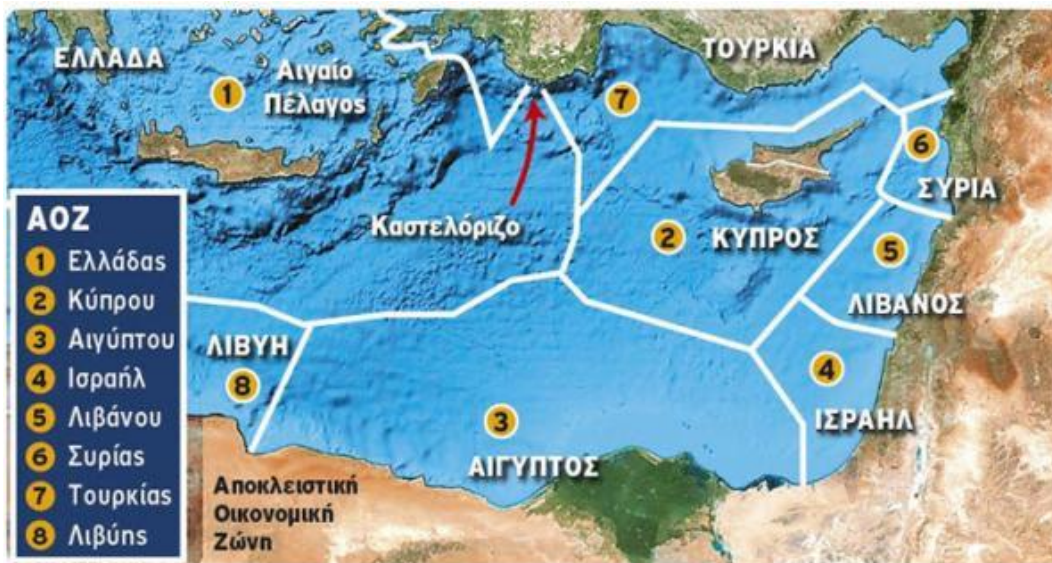 ΕΛΛΑΔΑ
1
Αιγαίο
Πέλαγος
ΤΟΥΡΚΙΑ
7
6
ΣΥΡΙΑ
Καστελόριζο
2
ΚΥΠΡΟΣ
5
ΛΙΒΑΝΟΣ
ΛΙΒΥΗ
8
4
ΙΣΡΑΗΛ
3
ΑΙΓΥΠΤΟΣ
ΑΟΖ
1 Ελλάδας
2 Κύπρου
3 Αιγύπτου
4 Ισραήλ
5 Λιβάνου
6 Συρίας
7 Τουρκίας
8 Λιβύης
Αποκλειστική
Οικονομική
Ζώνη